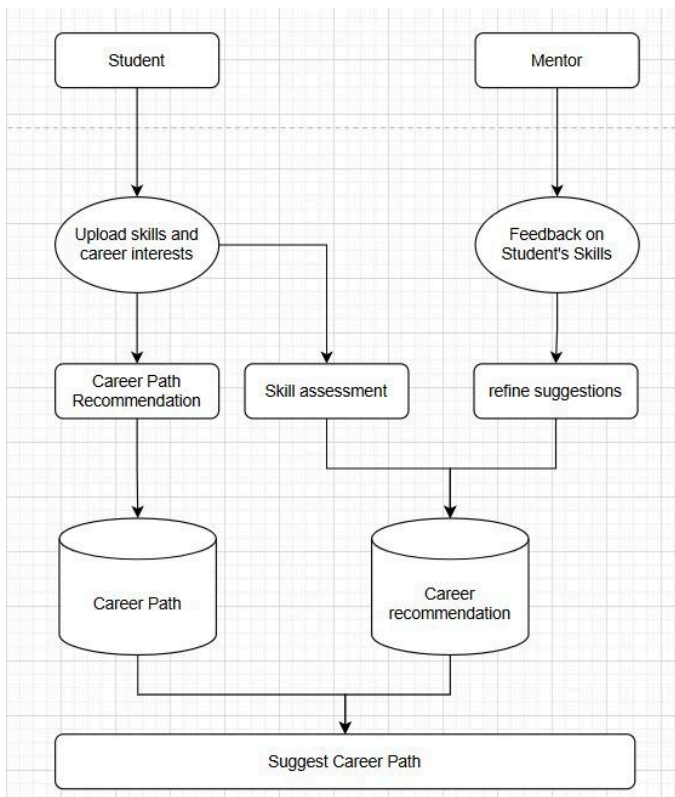 Student
Mentor
Upload skills and
career interests
Feedback on
Student's Skills
Career Path
Recommendation
Skill assessment
refine suggestions
Career Path
Career
recommendation
Suggest Career Path